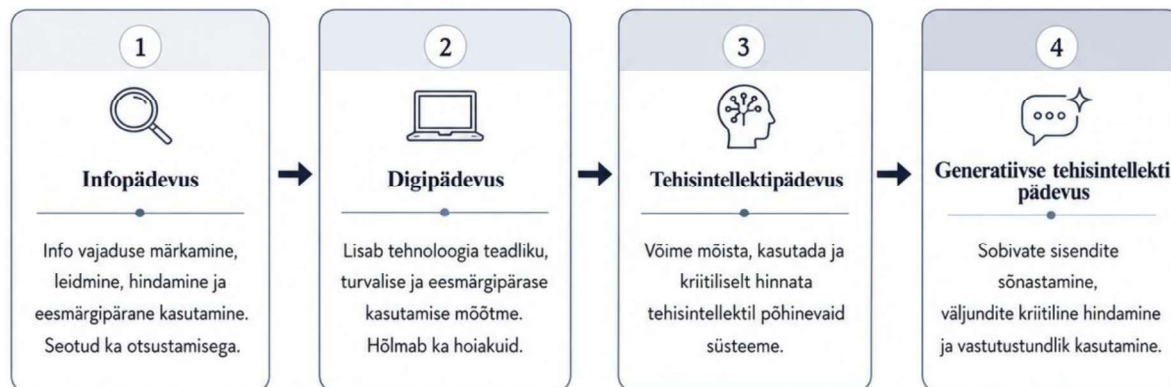 1
Infopädevus
Info vajaduse märkamine,
leidmine, hindamine ja
eesmärgipärane kasutamine.
Seotud ka otsustamisega.
2
Digipädevus
Lisab tehnoloogia teadliku,
turvalise ja eesmärgipärase
kasutamise mõõtme.
Hõlmab ka hoiakuid.
3
Tehisintellektipädevus
Võime mõista, kasutada ja
kriitiliselt hinnata
tehisintellektil põhinevaid
süsteeme.
4
Generatiivse tehisintellekti
pädevus
Sobivate sisendite
sõnastamine,
väljundite kriitiline hindamine
ja vastutustundlik kasutamine.